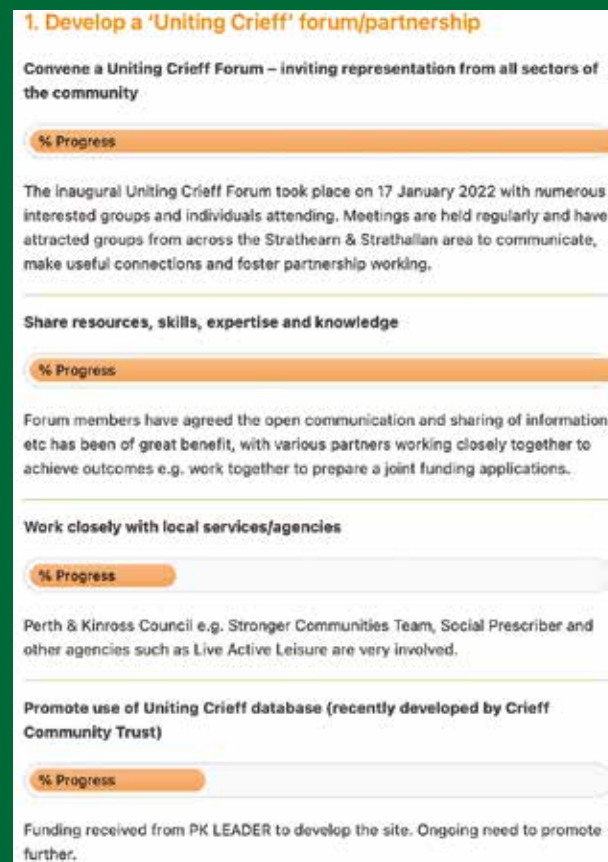 1. Develop a ‘Uniting Crieff’ forum/partnership
Convene a Uniting Crieff Forum – inviting representation from all sectors of
the community
% Progress
The inaugural Uniting Crieff Forum took place on 17 January 2022 with numerous
interested groups and individuals attending. Meetings are held regularly and have
attracted groups from across the Strathearn & Strathallan area to communicate,
make useful connections and foster partnership working.
Share resources, skills, expertise and knowledge
% Progress
Forum members have agreed the open communication and sharing of information
etc has been of great benefit, with various partners working closely together to
achieve outcomes e.g. work together to prepare a joint funding applications.
Work closely with local services/agencies
% Progress
Perth & Kinross Council e.g. Stronger Communities Team, Social Prescriber and
other agencies such as Live Active Leisure are very involved.
Promote use of Uniting Crieff database (recently developed by Crieff
Community Trust)
% Progress
Funding received from PK LEADER to develop the site. Ongoing need to promote
further.